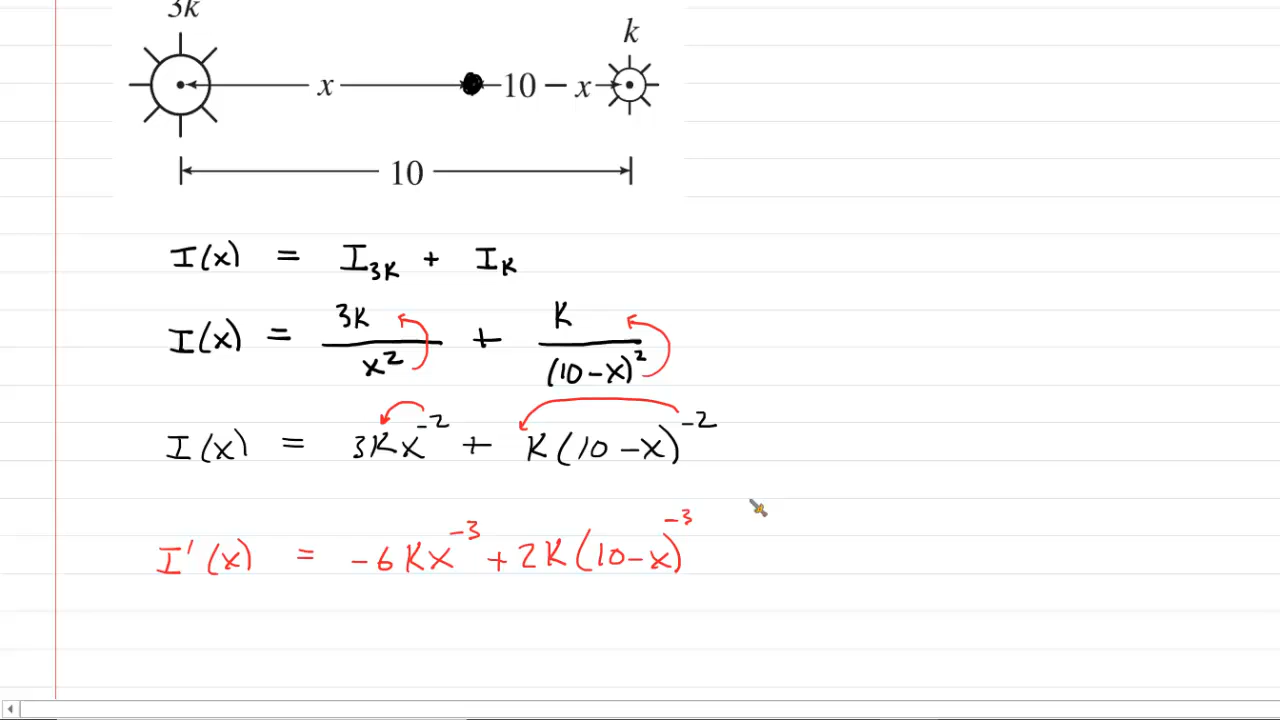 3k
k
x
10 − x
10
I(x) = I₃ₖ + Iₖ
I(x) = 3K/x² + K/(10−x)²
I(x) = 3Kx⁻² + K(10−x)⁻²
I'(x) = −6Kx⁻³ + 2K(10−x)⁻³